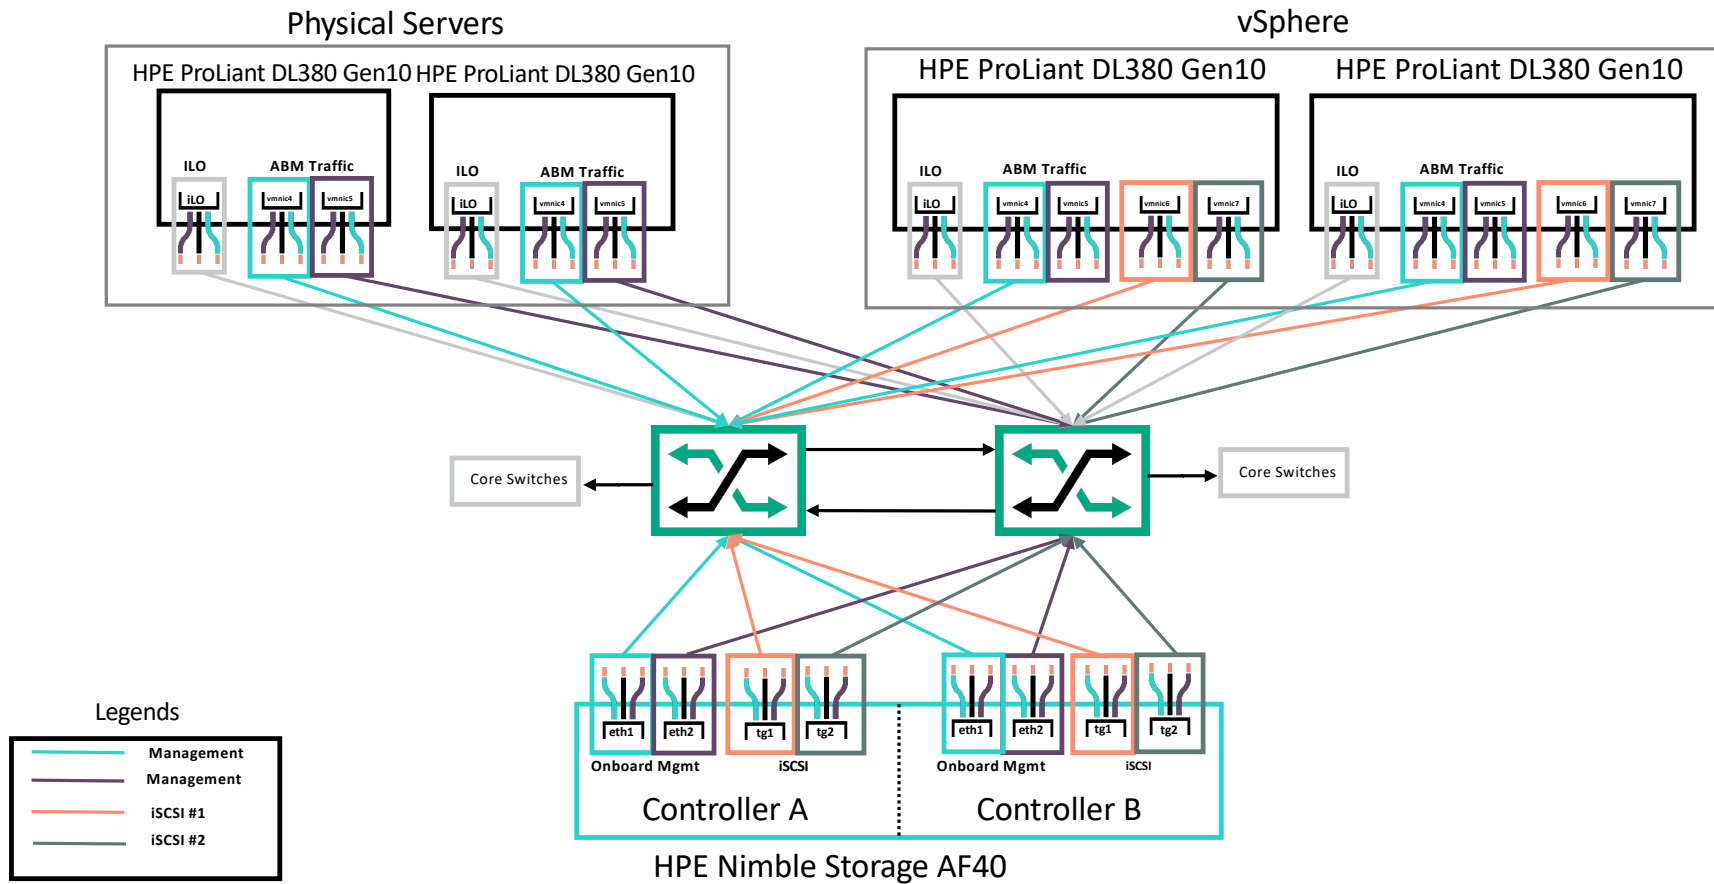 Physical Servers
vSphere
HPE ProLiant DL380 Gen10
HPE ProLiant DL380 Gen10
HPE ProLiant DL380 Gen10
HPE ProLiant DL380 Gen10
ILO
ABM Traffic
ILO
ABM Traffic
ILO
ABM Traffic
ILO
ABM Traffic
iLO
vmnic4
vmnic5
iLO
vmnic4
vmnic5
iLO
vmnic4
vmnic5
vmnic6
vmnic7
iLO
vmnic4
vmnic5
vmnic6
vmnic7
Core Switches
Core Switches
eth1
eth2
tg1
tg2
eth1
eth2
tg1
tg2
Onboard Mgmt
iSCSI
Onboard Mgmt
iSCSI
Controller A
Controller B
HPE Nimble Storage AF40
Legends
Management
Management
iSCSI #1
iSCSI #2